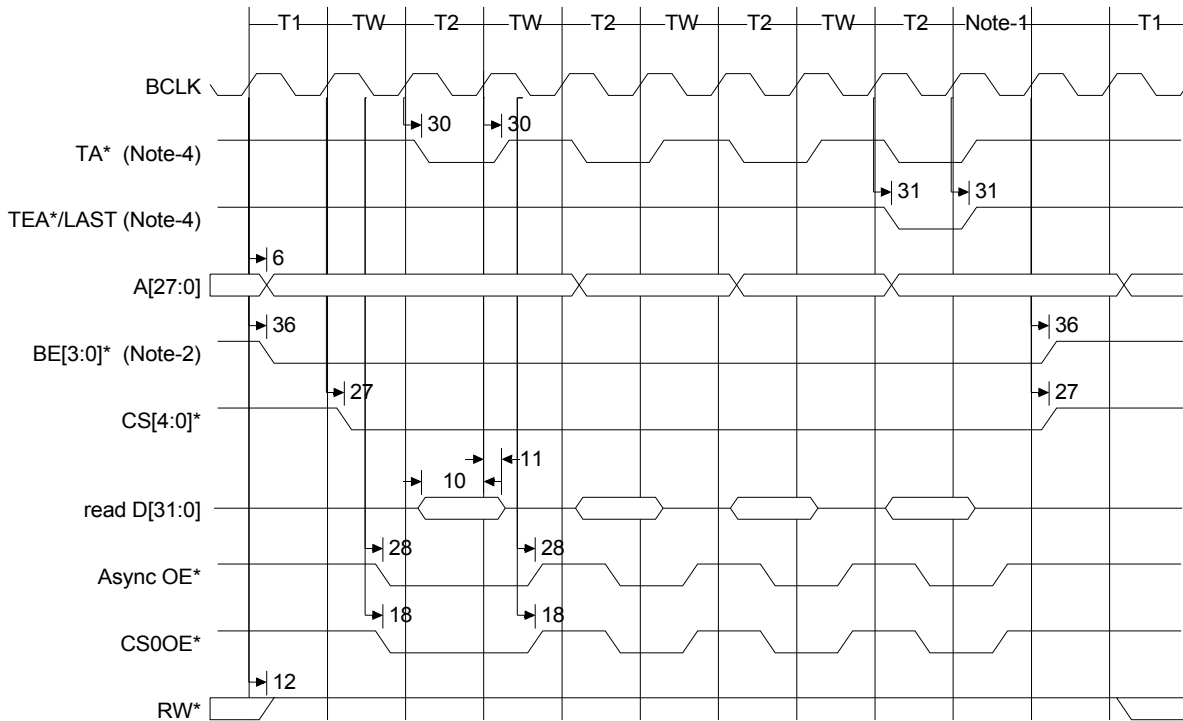 T1 TW T2 TW T2 TW T2 TW T2 Note-1 T1
BCLK
30 30
TA* (Note-4)
31 31
TEA*/LAST (Note-4)
6
A[27:0]
36 36
BE[3:0]* (Note-2)
27 27
CS[4:0]*
11
10
read D[31:0]
28 28
Async OE*
18 18
CS0OE*
12
RW*